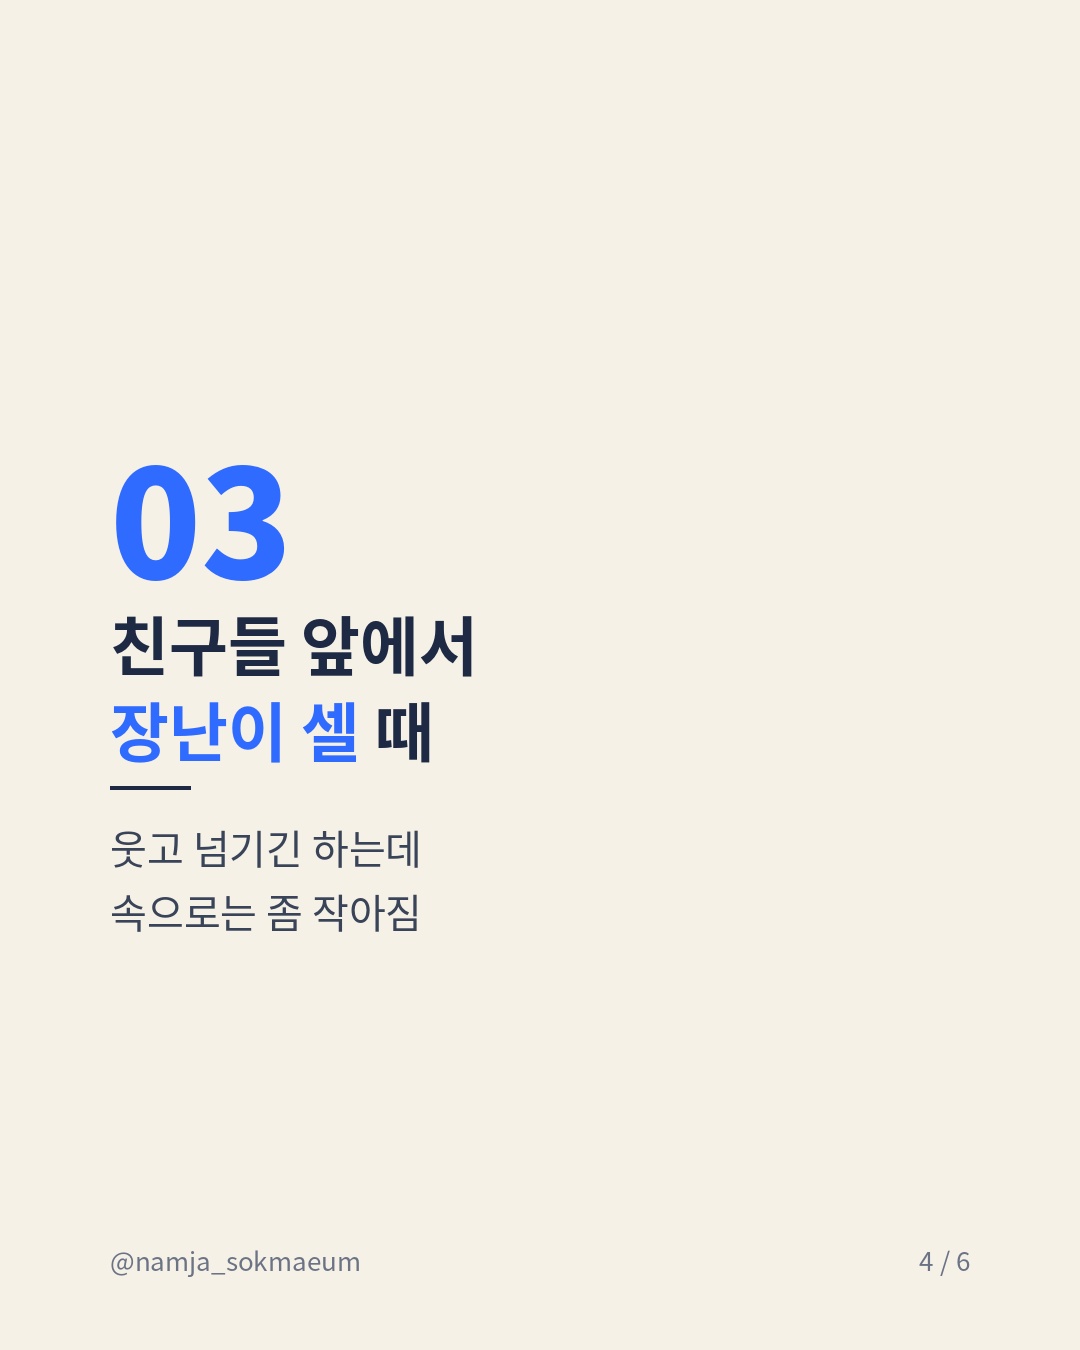 03
친구들 앞에서
장난이 셀 때
웃고 넘기긴 하는데
속으로는 좀 작아짐
@namja_sokmaeum
4 / 6